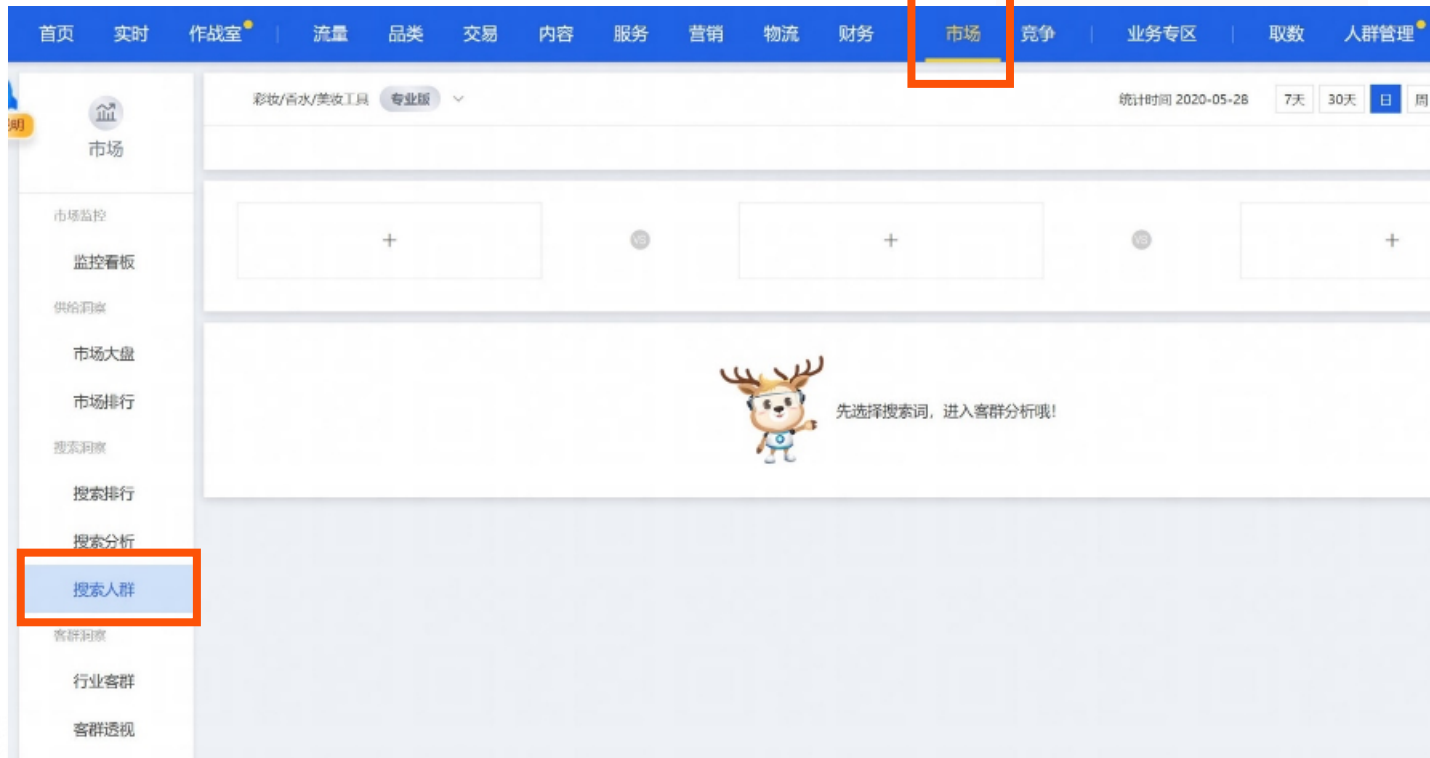 首页 实时 作战室 流量 品类 交易 内容 服务 营销 物流 财务 市场 竞争 业务专区 取数 人群管理
彩妆/香水/美妆工具 专业版 统计时间 2020-05-28 7天 30天 日 周
明
市场
市场监控
+ VS + VS +
监控看板
供给洞察
市场大盘
市场排行
先选择搜索词，进入客群分析哦!
搜索洞察
搜索排行
搜索分析
搜索人群
客群洞察
行业客群
客群透视